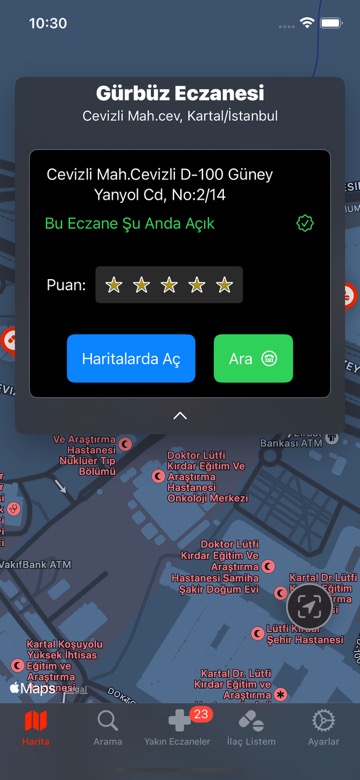 10:30
Gürbüz Eczanesi
Cevizli Mah.cev, Kartal/İstanbul
Cevizli Mah.Cevizli D-100 Güney
Yanyol Cd, No:2/14
Bu Eczane Şu Anda Açık
Puan:
Haritalarda Aç
Ara
Ve Araştırma
Hastanesi
Nükleer Tıp
Bölümü
Bankası ATM
Doktor Lütfi
Kırdar Eğitim Ve
Araştırma
Hastanesi
Onkoloji Merkezi
VakıfBank ATM
Doktor Lütfi
Kırdar Eğitim Ve
Araştırma
Hastanesi Samiha
Şakir Doğum Evi
Kartal Dr.Lütfi
Lütfi Kırdar
Şehir Hastanesi
Kartal Koşuyolu
Yüksek İhtisas
Eğitim ve
Kartal Dr.
Lütfi Kırdar
Eğitim ve
Araştırma
Maps
Harita
Arama
23
Yakın Eczaneler
İlaç Listem
Ayarlar